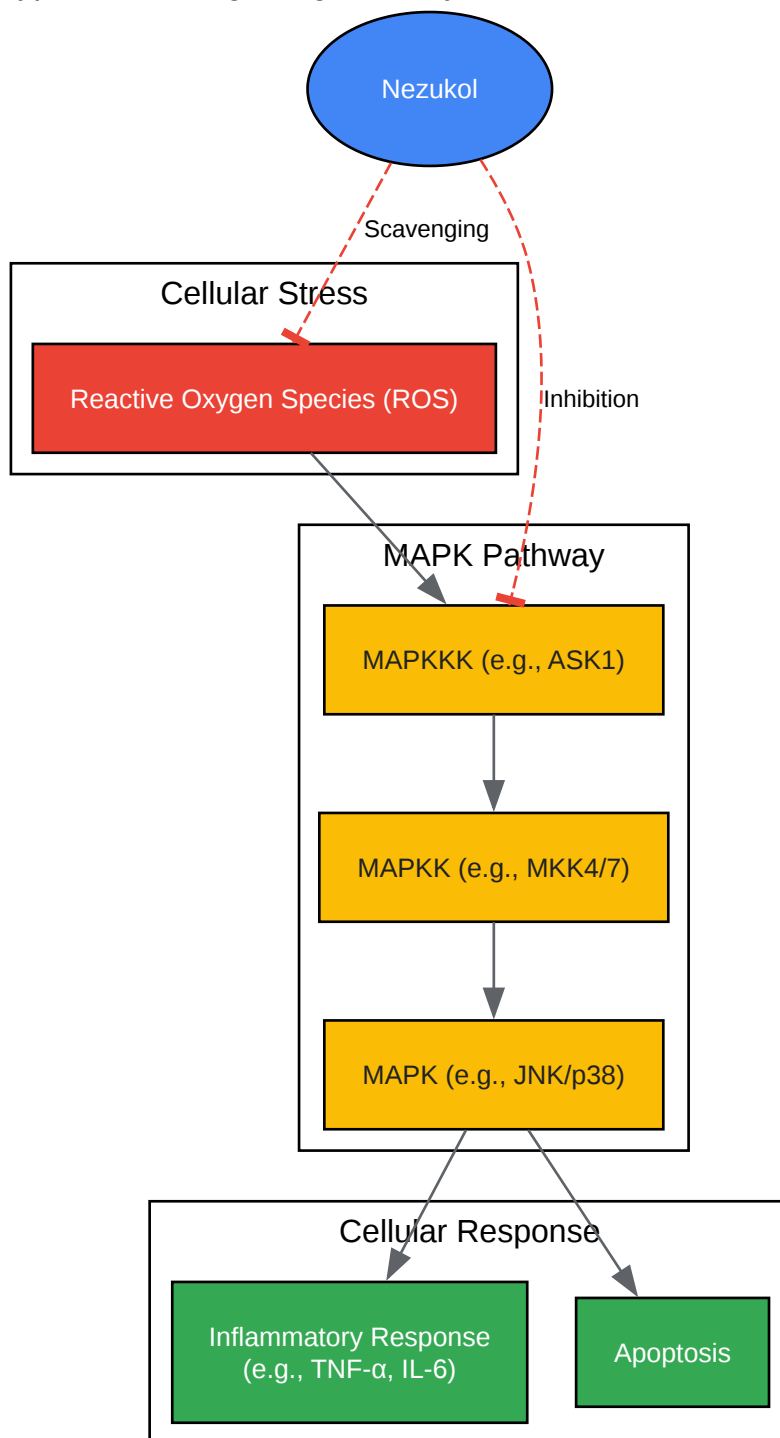 Nezukol
Scavenging
Cellular Stress
Reactive Oxygen Species (ROS)
Inhibition
MAPK Pathway
MAPKKK (e.g., ASK1)
MAPKK (e.g., MKK4/7)
MAPK (e.g., JNK/p38)
Cellular Response
Inflammatory Response
(e.g., TNF-α, IL-6)
Apoptosis